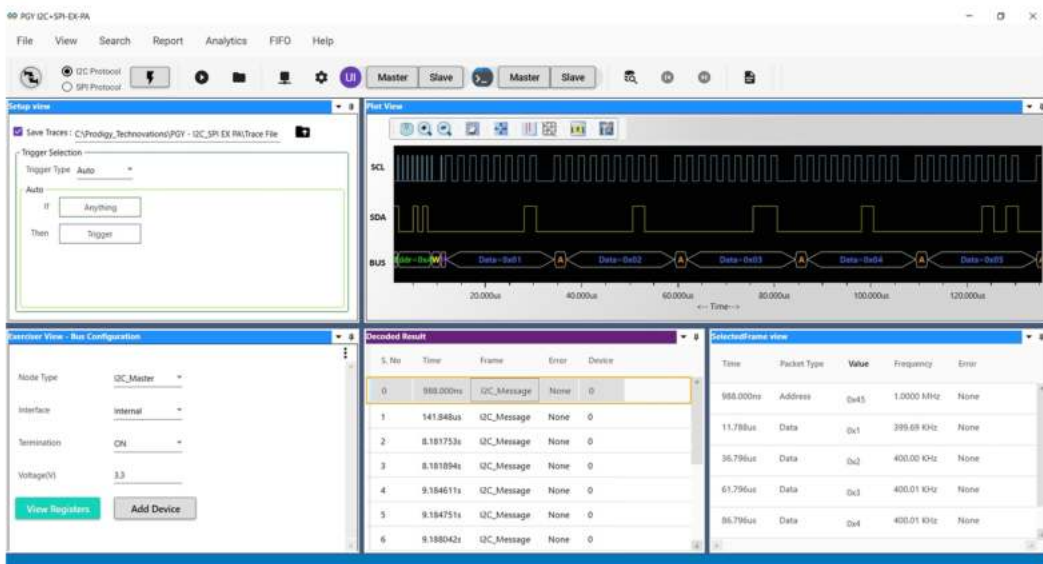 PGY I2C+SPI-EX-PA
File View Search Report Analytics FIFO Help
I2C Protocol
SPI Protocol
UI Master Slave Master Slave
Setup view
Save Traces : C:\Prodigy_Technovations\PGY - I2C_SPI EX PA\Trace File
Trigger Selection
Trigger Type Auto
Auto
If Anything
Then Trigger
Plot View
SCL
SDA
BUS W Data-0x01 A Data-0x02 A Data-0x03 A Data-0x04 A Data-0x05
20.000us 40.000us 60.000us 80.000us 100.000us 120.000us
<-- Time-->
Exerciser View - Bus Configuration
Node Type I2C_Master
Interface Internal
Termination ON
Voltage(V) 3.3
View Registers Add Device
Decoded Result
S. No Time Frame Error Device
0 988.000ns I2C_Message None 0
1 141.848us I2C_Message None 0
2 8.181753s I2C_Message None 0
3 8.181894s I2C_Message None 0
4 9.184611s I2C_Message None 0
5 9.184751s I2C_Message None 0
6 9.188042s I2C_Message None 0
SelectedFrame view
Time Packet Type Value Frequency Error
988.000ns Address 0x45 1.0000 MHz None
11.788us Data 0x1 399.69 KHz None
36.796us Data 0x2 400.00 KHz None
61.796us Data 0x3 400.01 KHz None
86.796us Data 0x4 400.01 KHz None